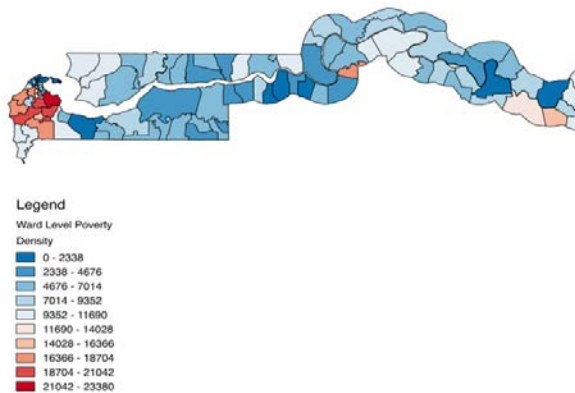 Legend
Ward Level Poverty
Density
0 - 2338
2338 - 4676
4676 - 7014
7014 - 9352
9352 - 11690
11690 - 14028
14028 - 16366
16366 - 18704
18704 - 21042
21042 - 23380